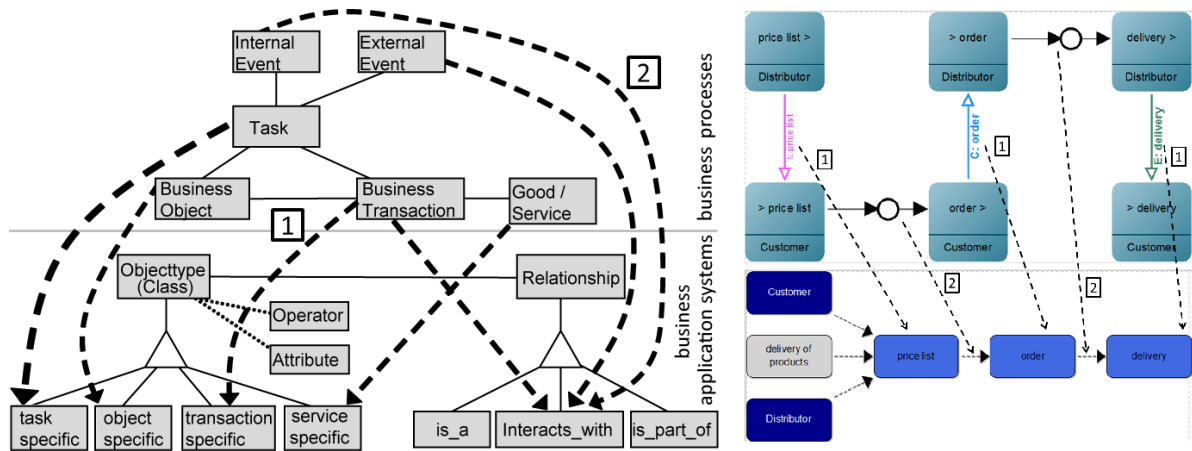 Internal
Event
External
Event
2
Task
Business
Object
Business
Transaction
Good /
Service
business processes
1
Objecttype
(Class)
Relationship
Operator
Attribute
business
application systems
task
specific
object
specific
transaction
specific
service
specific
is_a
Interacts_with
is_part_of
price list >
Distributor
> order
Distributor
delivery >
Distributor
I: price list
1
C: order
1
E: delivery
1
> price list
Customer
order >
Customer
> delivery
Customer
2
2
Customer
delivery of
products
Distributor
price list
order
delivery